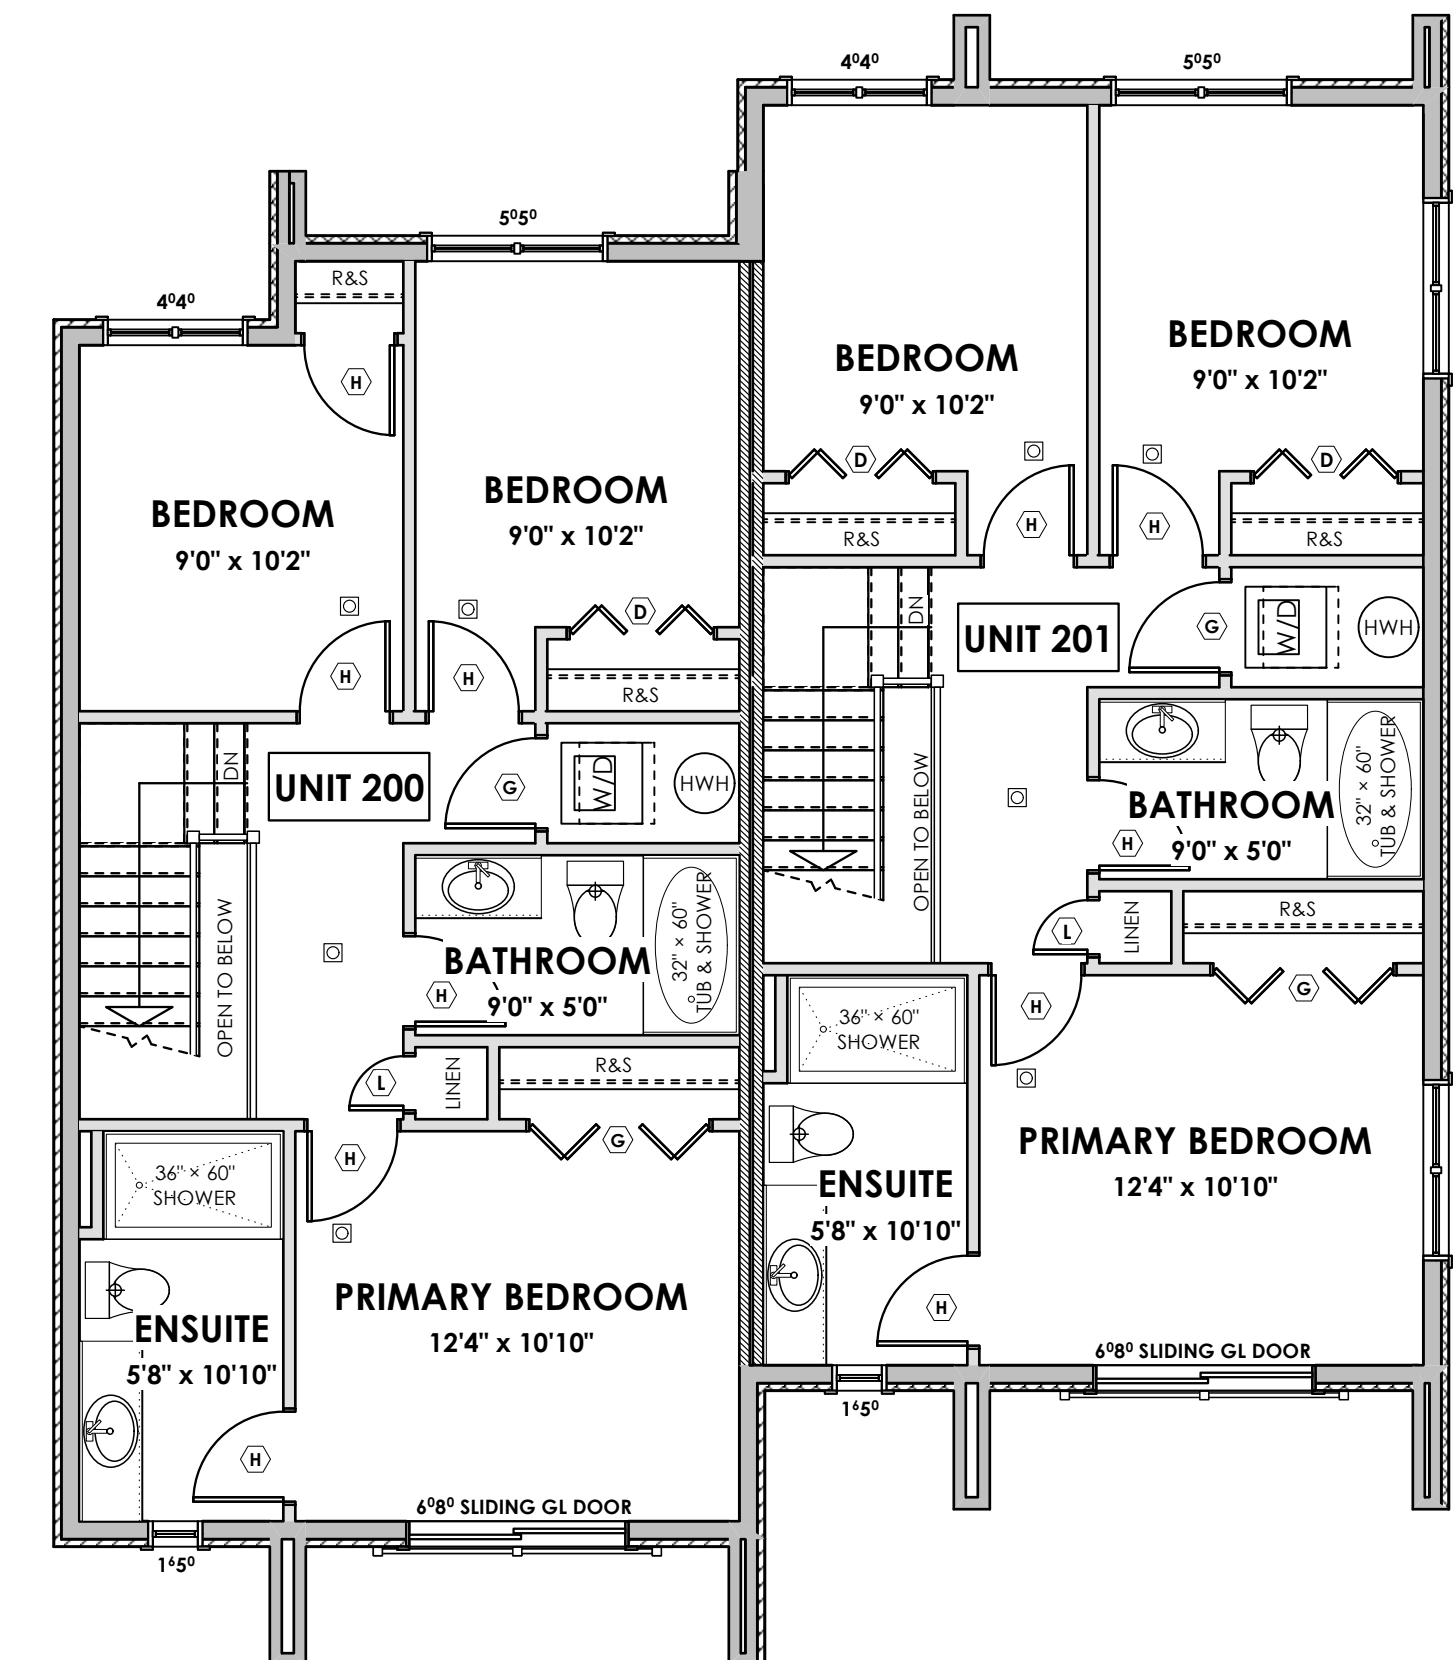 4⁰4⁰
5⁰5⁰
BEDROOM
9'0" x 10'2"
BEDROOM
9'0" x 10'2"
D
D
R&S
R&S
H
H
DN
UNIT 201
G
W/D
HWH
OPEN TO BELOW
BATHROOM
9'0" x 5'0"
H
32" × 60"
TUB & SHOWER
L
LINEN
R&S
G
H
36" × 60"
SHOWER
PRIMARY BEDROOM
12'4" x 10'10"
ENSUITE
5'8" x 10'10"
H
6⁰8⁰ SLIDING GL DOOR
1⁶5⁰
5⁰5⁰
4⁰4⁰
R&S
H
BEDROOM
9'0" x 10'2"
BEDROOM
9'0" x 10'2"
D
R&S
H
H
DN
UNIT 200
G
W/D
HWH
OPEN TO BELOW
BATHROOM
9'0" x 5'0"
H
32" × 60"
TUB & SHOWER
L
LINEN
R&S
G
H
36" × 60"
SHOWER
PRIMARY BEDROOM
12'4" x 10'10"
ENSUITE
5'8" x 10'10"
H
6⁰8⁰ SLIDING GL DOOR
1⁶5⁰